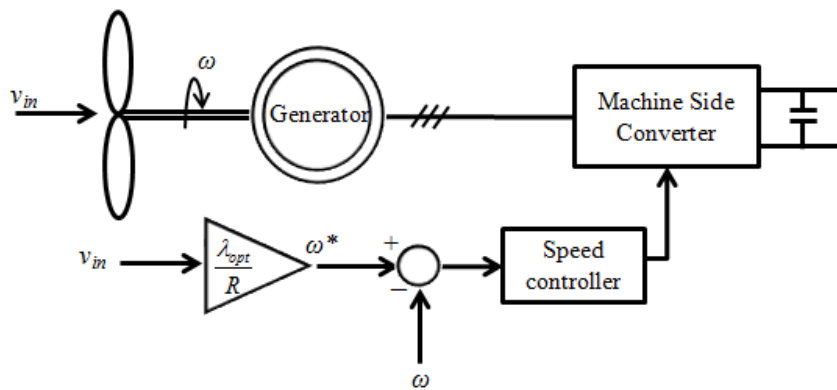 ω
v_in
Generator
Machine Side
Converter
v_in
λ_opt
R
ω*
+
−
Speed
controller
ω